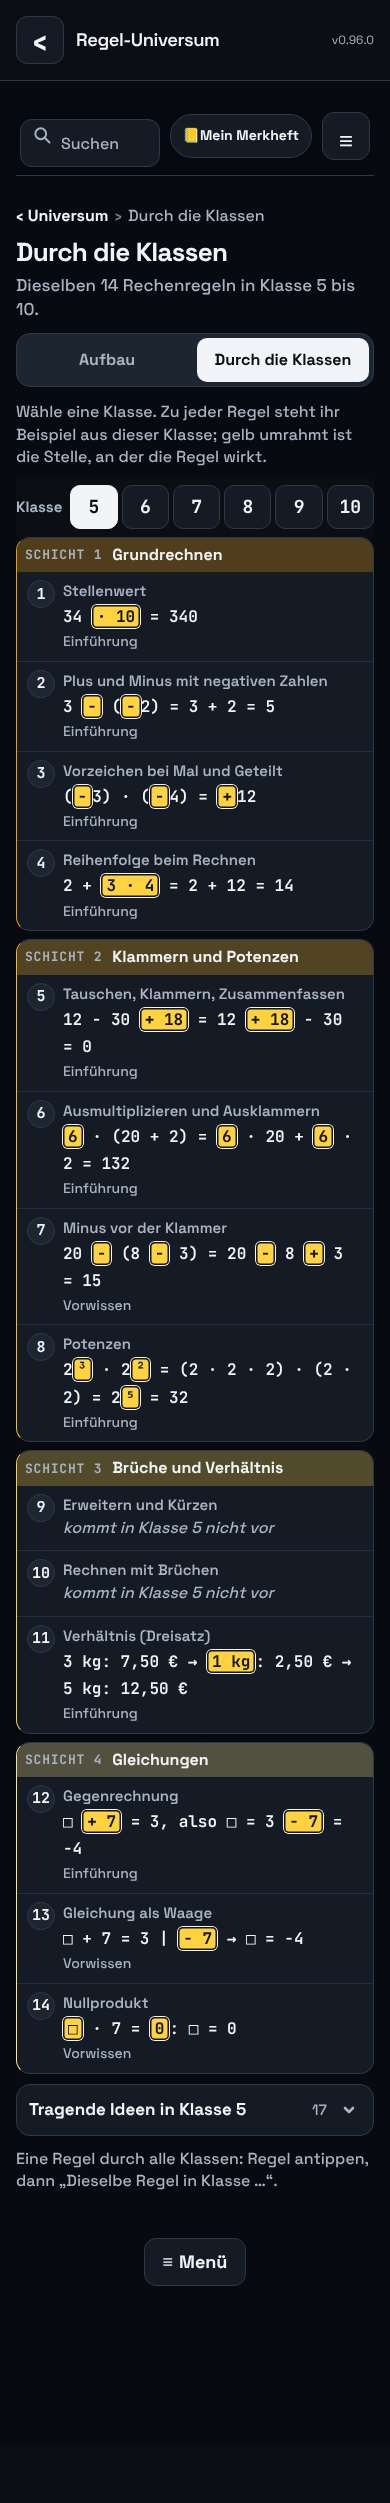 < Regel-Universum v0.96.0
Suchen 📒Mein Merkheft ≡
< Universum > Durch die Klassen
Durch die Klassen
Dieselben 14 Rechenregeln in Klasse 5 bis
10.
Aufbau Durch die Klassen
Wähle eine Klasse. Zu jeder Regel steht ihr
Beispiel aus dieser Klasse; gelb umrahmt ist
die Stelle, an der die Regel wirkt.
Klasse 5 6 7 8 9 10
SCHICHT 1 Grundrechnen
1 Stellenwert
34 · 10 = 340
Einführung
2 Plus und Minus mit negativen Zahlen
3 - (-2) = 3 + 2 = 5
Einführung
3 Vorzeichen bei Mal und Geteilt
(-3) · (-4) = +12
Einführung
4 Reihenfolge beim Rechnen
2 + 3 · 4 = 2 + 12 = 14
Einführung
SCHICHT 2 Klammern und Potenzen
5 Tauschen, Klammern, Zusammenfassen
12 - 30 + 18 = 12 + 18 - 30
= 0
Einführung
6 Ausmultiplizieren und Ausklammern
6 · (20 + 2) = 6 · 20 + 6 ·
2 = 132
Einführung
7 Minus vor der Klammer
20 - (8 - 3) = 20 - 8 + 3
= 15
Vorwissen
8 Potenzen
2³ · 2² = (2 · 2 · 2) · (2 ·
2) = 2⁵ = 32
Einführung
SCHICHT 3 Brüche und Verhältnis
9 Erweitern und Kürzen
kommt in Klasse 5 nicht vor
10 Rechnen mit Brüchen
kommt in Klasse 5 nicht vor
11 Verhältnis (Dreisatz)
3 kg: 7,50 € → 1 kg: 2,50 € →
5 kg: 12,50 €
Einführung
SCHICHT 4 Gleichungen
12 Gegenrechnung
□ + 7 = 3, also □ = 3 - 7 =
-4
Einführung
13 Gleichung als Waage
□ + 7 = 3 | - 7 → □ = -4
Vorwissen
14 Nullprodukt
□ · 7 = 0: □ = 0
Vorwissen
Tragende Ideen in Klasse 5 17
Eine Regel durch alle Klassen: Regel antippen,
dann „Dieselbe Regel in Klasse …“.
≡ Menü